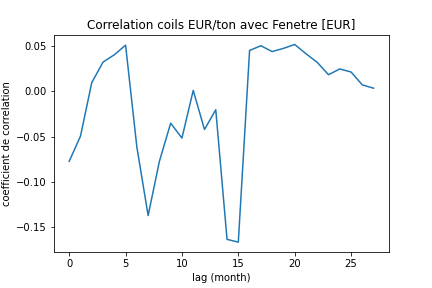 Correlation coils EUR/ton avec Fenetre [EUR]
coefficient de correlation
0.05
0.00
−0.05
−0.10
−0.15
0 5 10 15 20 25
lag (month)